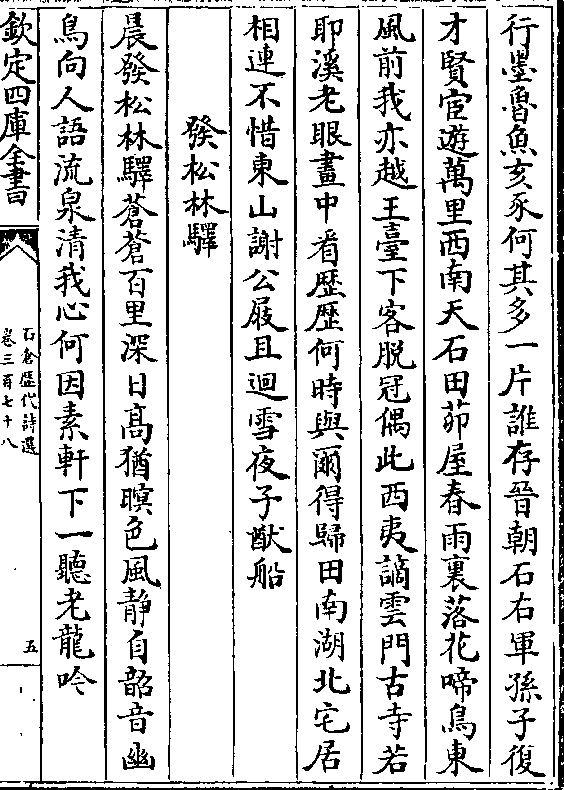 行墨魯魚亥豕何其多一片誰存晉朝石右軍孫子復
才賢宦遊萬里西南天石田茆屋春雨裏落花啼鳥東
風前我亦越王臺下客脫冠偶此西夷謫雲門古寺若
耶溪老眼畫中看歴歴何時與爾得歸田南湖北宅居
相連不惜東山謝公屐且迴雪夜子猷船
發松林驛
晨發松林驛蒼蒼百里深日髙猶暝色風靜自韶音幽
鳥向人語流泉清我心何因素軒下一聽老龍吟
欽定四庫全書
石倉歴代詩選
卷三百七十八
五